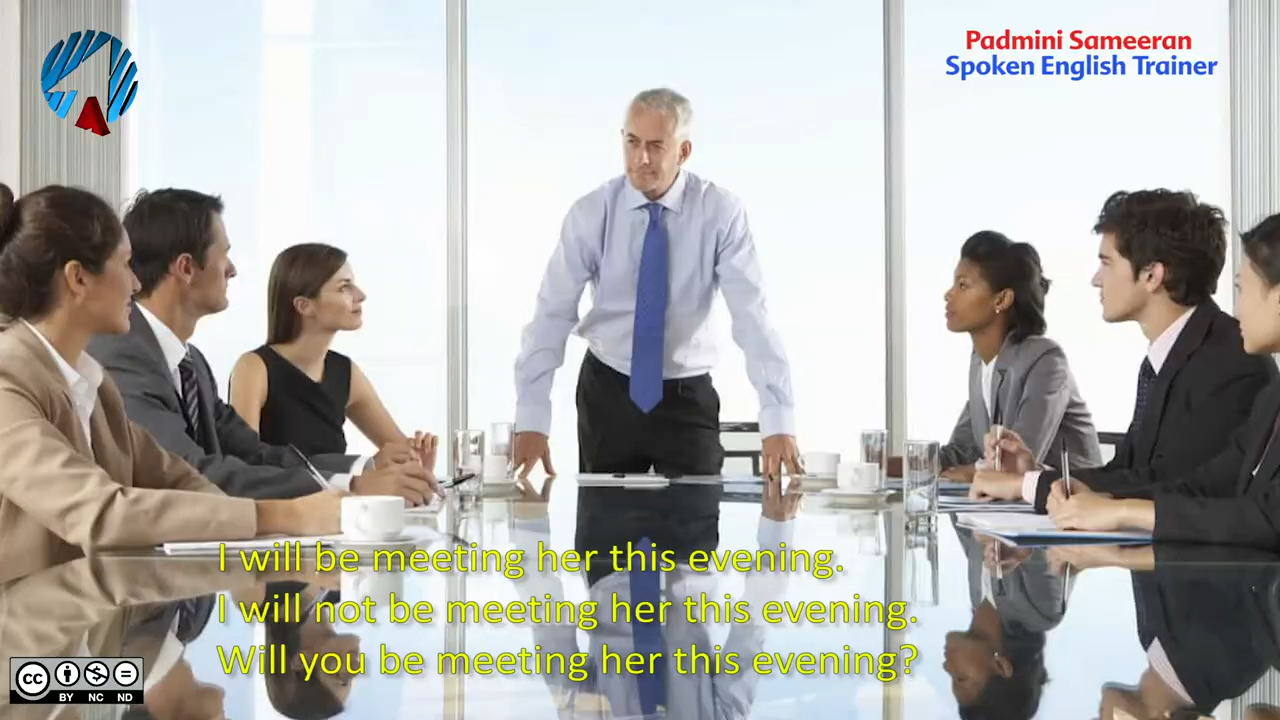 Padmini Sameeran
Spoken English Trainer
I will be meeting her this evening.
I will not be meeting her this evening.
Will you be meeting her this evening?
cc
BY NC ND